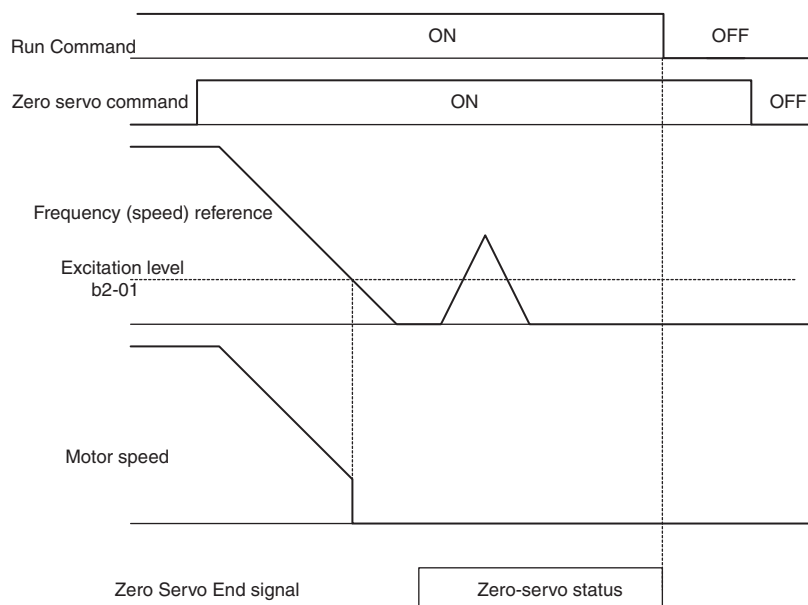 Run Command
ON
OFF
Zero servo command
ON
OFF
Frequency (speed) reference
Excitation level
b2-01
Motor speed
Zero Servo End signal
Zero-servo status